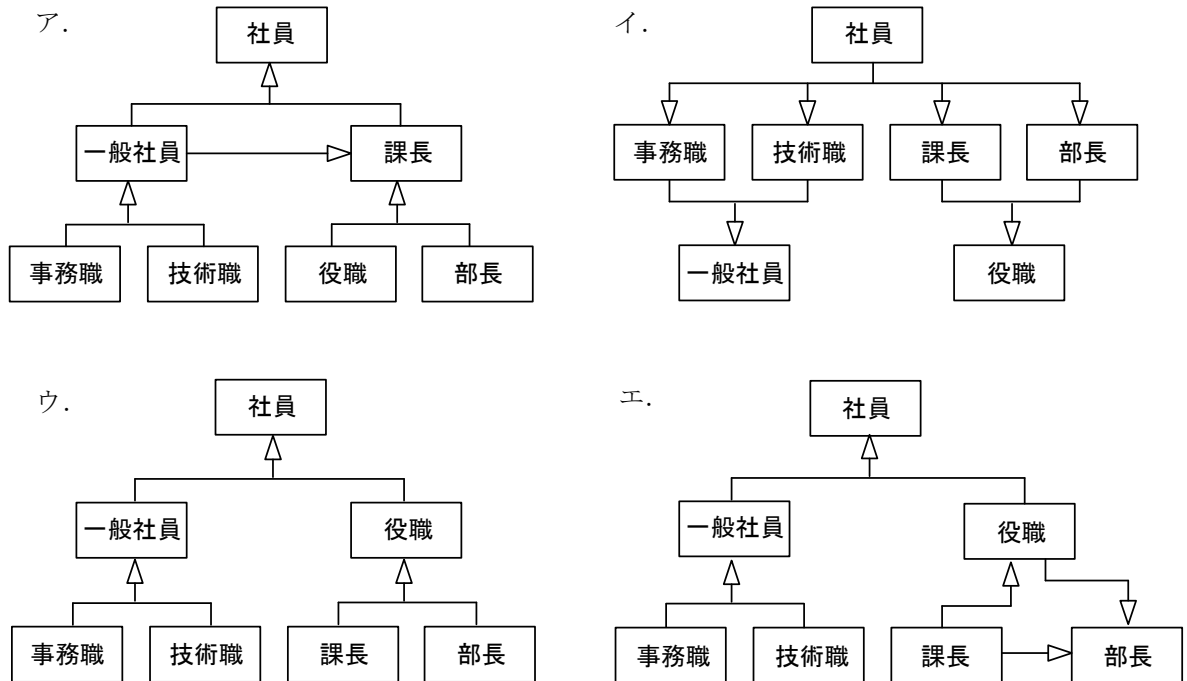 ア.
社員
一般社員
課長
事務職
技術職
役職
部長
イ.
社員
事務職
技術職
課長
部長
一般社員
役職
ウ.
社員
一般社員
役職
事務職
技術職
課長
部長
エ.
社員
一般社員
役職
事務職
技術職
課長
部長